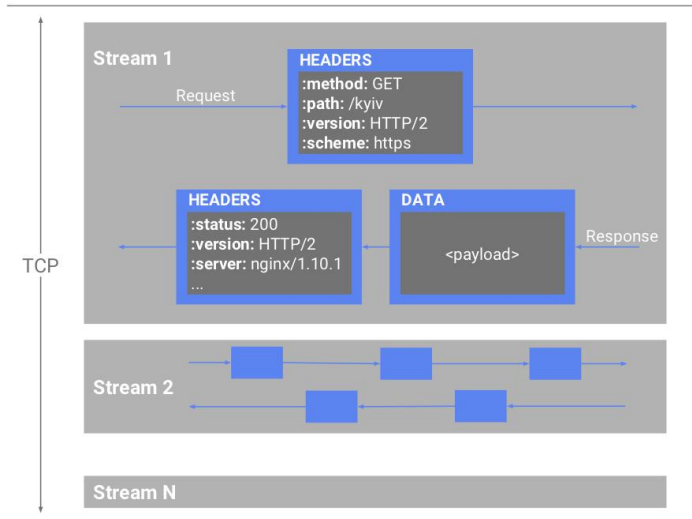 Stream 1
HEADERS
:method: GET
:path: /kyiv
:version: HTTP/2
:scheme: https
Request
HEADERS
:status: 200
:version: HTTP/2
:server: nginx/1.10.1
...
DATA
<payload>
Response
TCP
Stream 2
Stream N